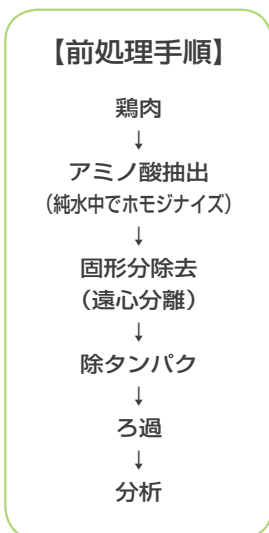 【前処理手順】
鶏肉
↓
アミノ酸抽出
（純水中でホモジナイズ）
↓
固形分除去
（遠心分離）
↓
除タンパク
↓
ろ過
↓
分析